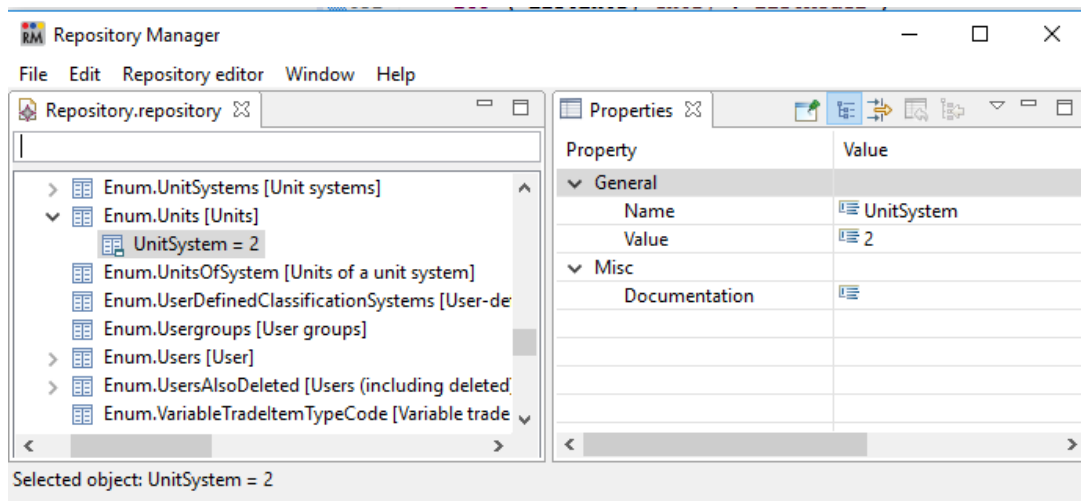 RM Repository Manager
File Edit Repository editor Window Help
Repository.repository
Enum.UnitSystems [Unit systems]
Enum.Units [Units]
UnitSystem = 2
Enum.UnitsOfSystem [Units of a unit system]
Enum.UserDefinedClassificationSystems [User-de
Enum.Usergroups [User groups]
Enum.Users [User]
Enum.UsersAlsoDeleted [Users (including deleted
Enum.VariableTradeItemTypeCode [Variable trade
Properties
Property Value
General
Name UnitSystem
Value 2
Misc
Documentation
Selected object: UnitSystem = 2